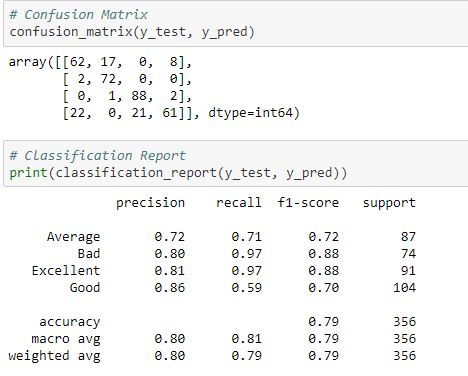 # Confusion Matrix
confusion_matrix(y_test, y_pred)
array([[62, 17,  0,  8],
       [ 2, 72,  0,  0],
       [ 0,  1, 88,  2],
       [22,  0, 21, 61]], dtype=int64)
# Classification Report
print(classification_report(y_test, y_pred))
              precision    recall  f1-score   support
     Average       0.72      0.71      0.72        87
         Bad       0.80      0.97      0.88        74
   Excellent       0.81      0.97      0.88        91
        Good       0.86      0.59      0.70       104
    accuracy                           0.79       356
   macro avg       0.80      0.81      0.79       356
weighted avg       0.80      0.79      0.79       356